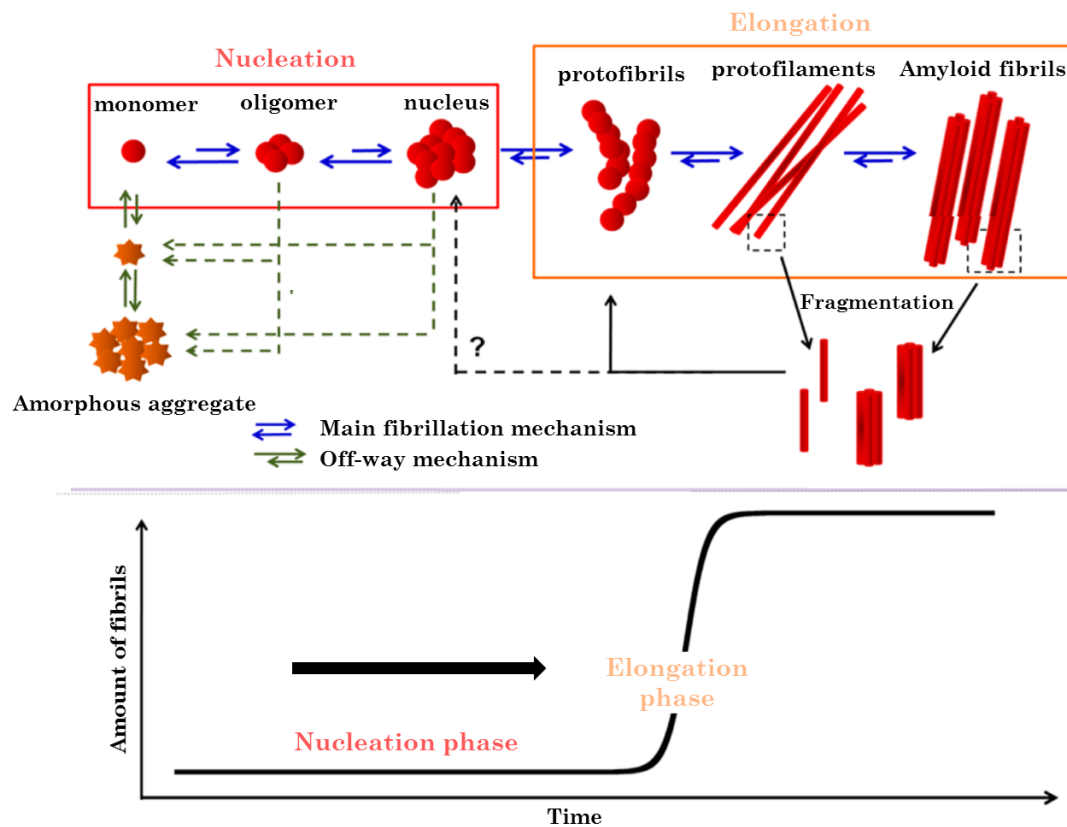 Elongation
Nucleation
protofibrils
protofilaments
Amyloid fibrils
monomer
oligomer
nucleus
Fragmentation
?
Amorphous aggregate
Main fibrillation mechanism
Off-way mechanism
Amount of fibrils
Elongation
phase
Nucleation phase
Time